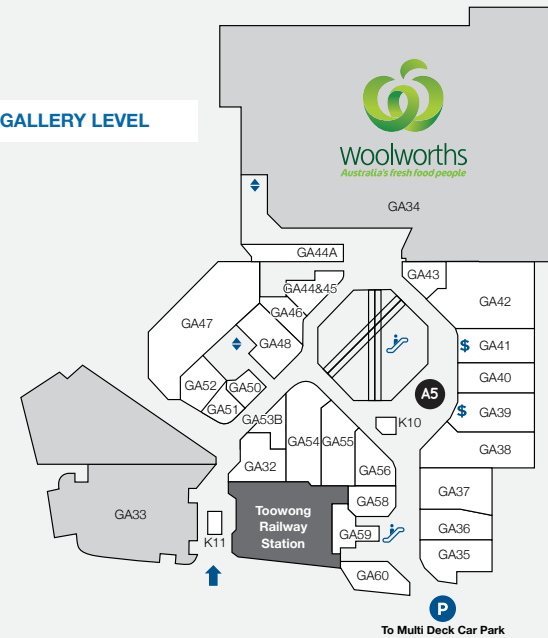 GALLERY LEVEL
Woolworths
Australia's fresh food people
GA34
GA44A
GA43
GA44&45
GA42
GA46
GA47
GA48
$ GA41
GA52
GA50
GA40
A5
GA51
$ GA39
GA53B
K10
GA54
GA55
GA38
GA32
GA56
GA37
GA58
GA33
Toowong
Railway
Station
GA36
GA59
K11
GA35
GA60
P
To Multi Deck Car Park